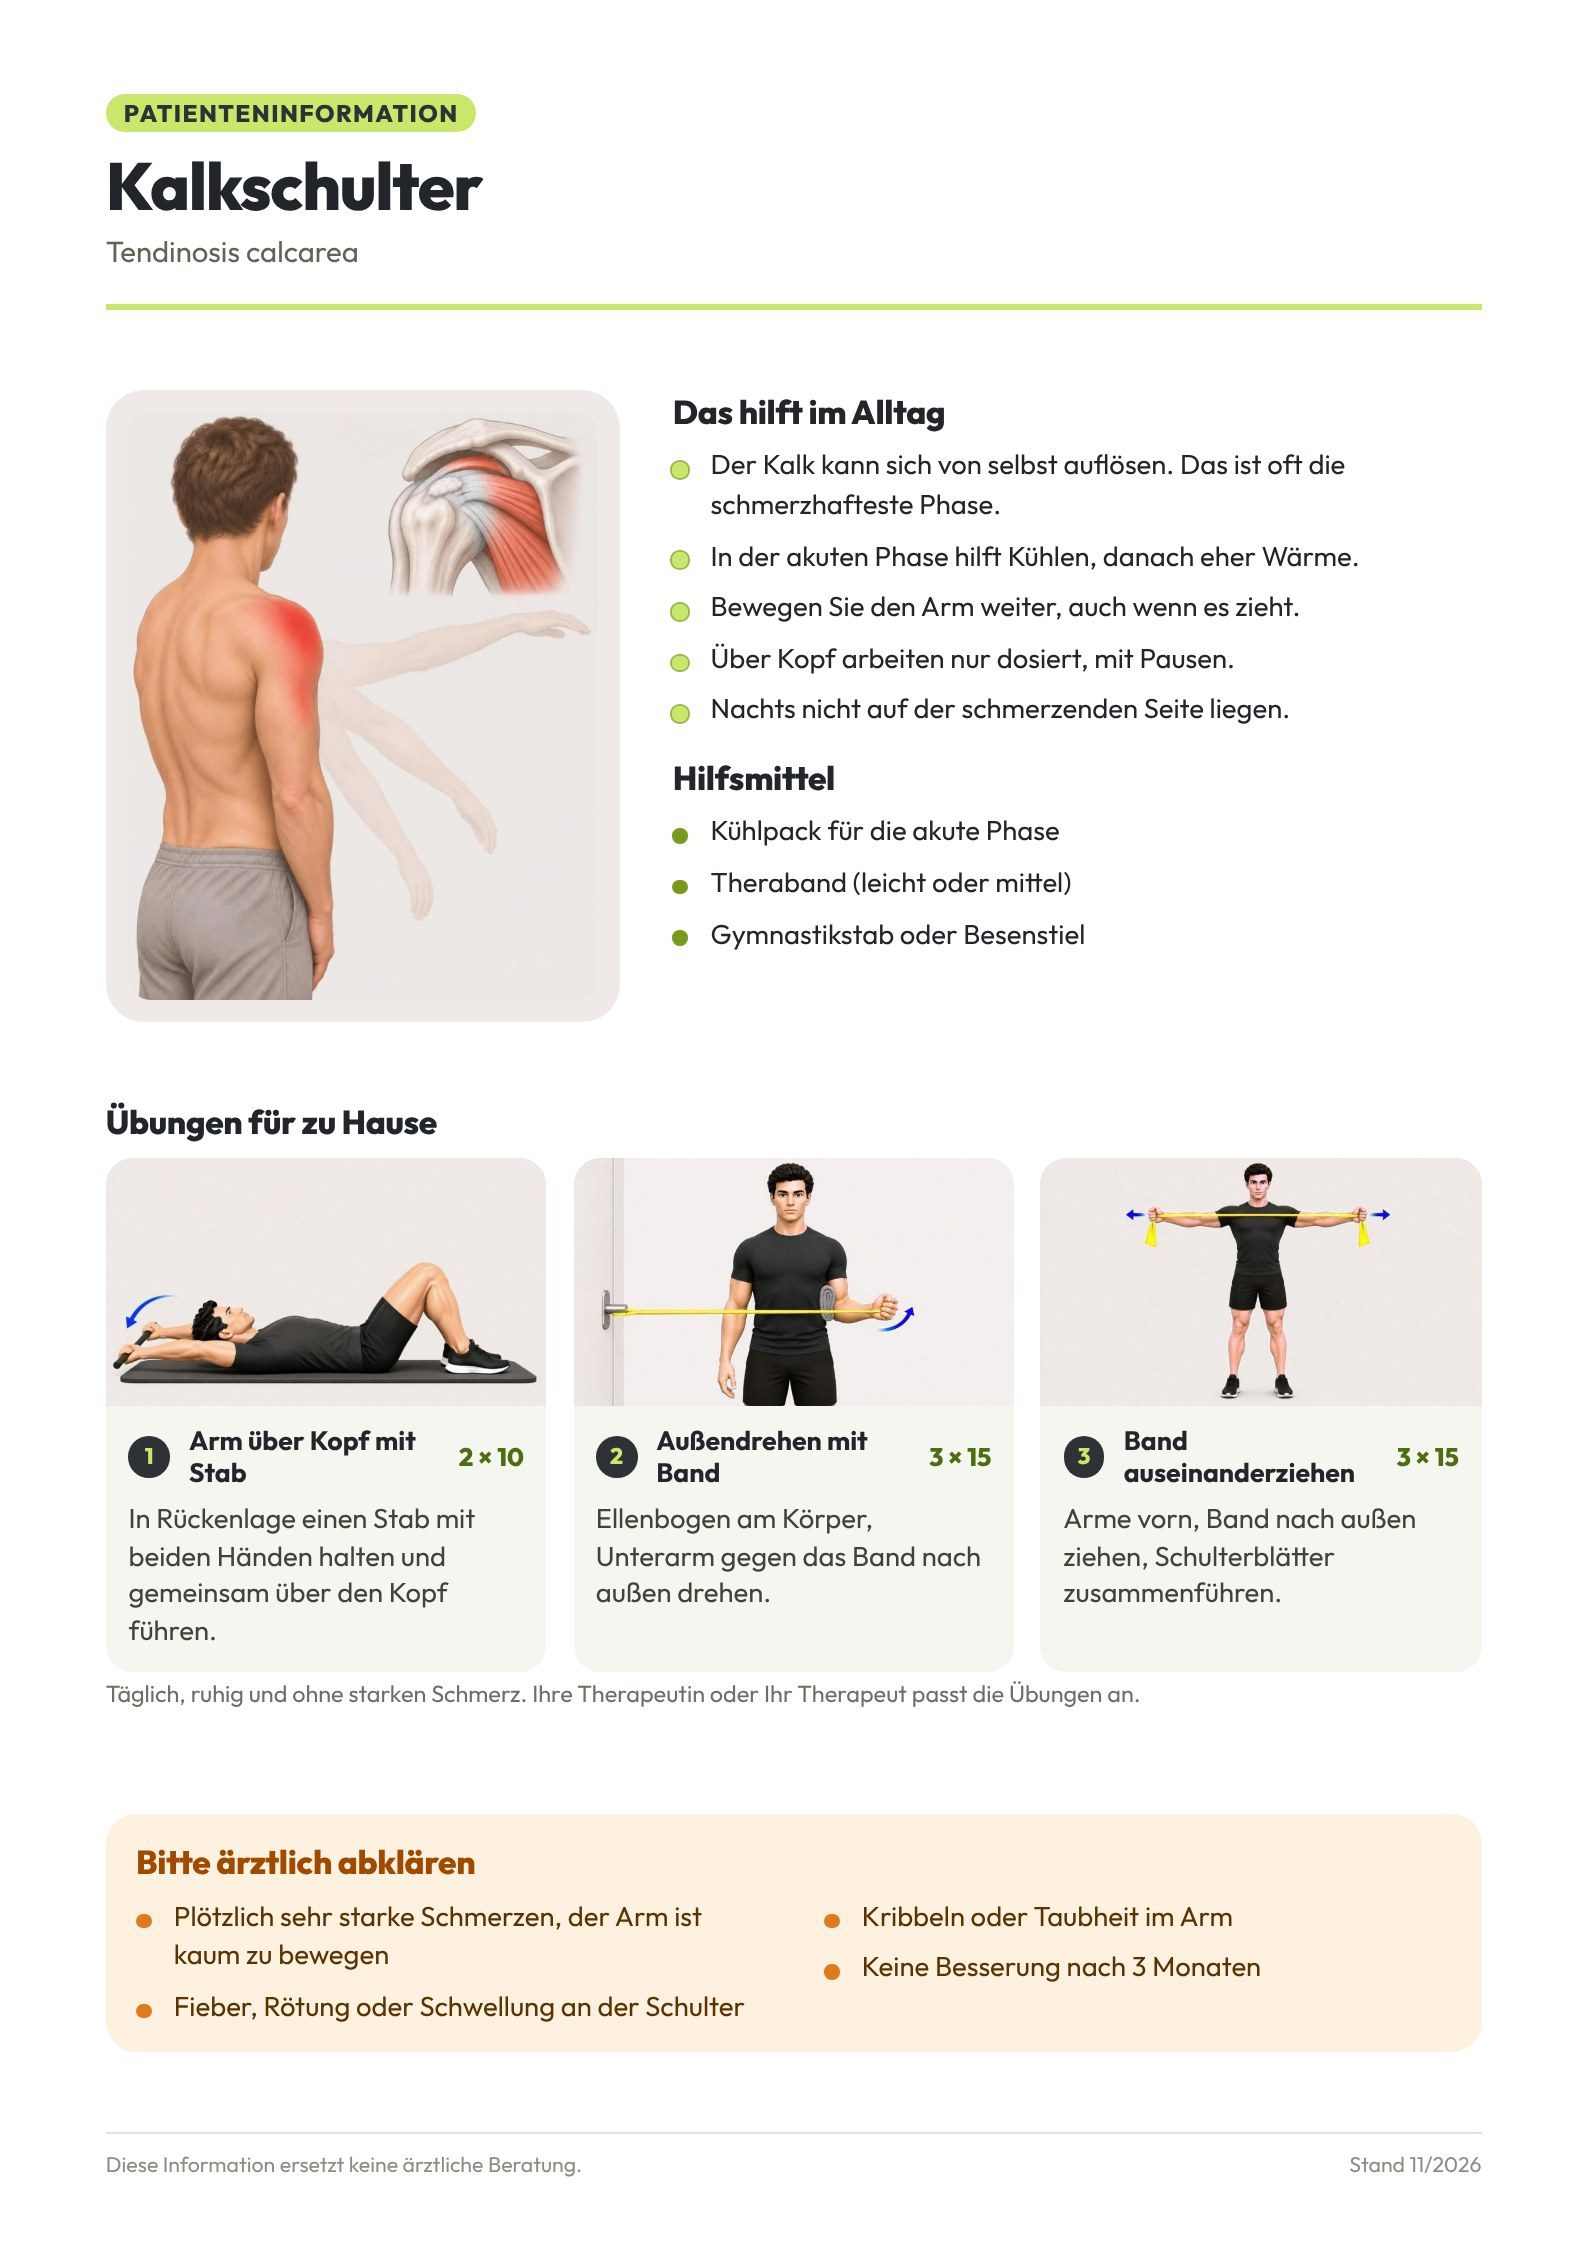 PATIENTENINFORMATION
Kalkschulter
Tendinosis calcarea
Das hilft im Alltag
Der Kalk kann sich von selbst auflösen. Das ist oft die
schmerzhafteste Phase.
In der akuten Phase hilft Kühlen, danach eher Wärme.
Bewegen Sie den Arm weiter, auch wenn es zieht.
Über Kopf arbeiten nur dosiert, mit Pausen.
Nachts nicht auf der schmerzenden Seite liegen.
Hilfsmittel
Kühlpack für die akute Phase
Theraband (leicht oder mittel)
Gymnastikstab oder Besenstiel
Übungen für zu Hause
1 Arm über Kopf mit
Stab
2 × 10
In Rückenlage einen Stab mit
beiden Händen halten und
gemeinsam über den Kopf
führen.
2 Außendrehen mit
Band
3 × 15
Ellenbogen am Körper,
Unterarm gegen das Band nach
außen drehen.
3 Band
auseinanderziehen
3 × 15
Arme vorn, Band nach außen
ziehen, Schulterblätter
zusammenführen.
Täglich, ruhig und ohne starken Schmerz. Ihre Therapeutin oder Ihr Therapeut passt die Übungen an.
Bitte ärztlich abklären
Plötzlich sehr starke Schmerzen, der Arm ist
kaum zu bewegen
Fieber, Rötung oder Schwellung an der Schulter
Kribbeln oder Taubheit im Arm
Keine Besserung nach 3 Monaten
Diese Information ersetzt keine ärztliche Beratung.
Stand 11/2026